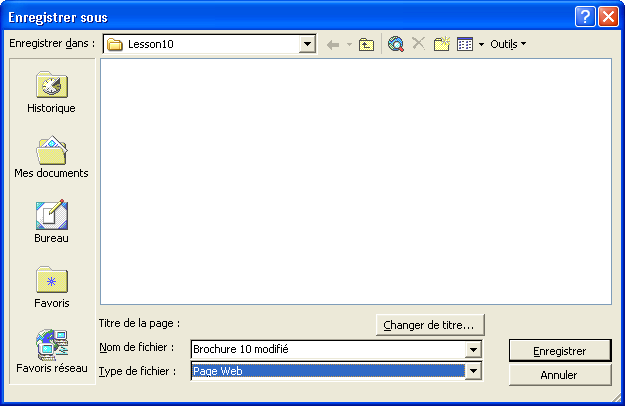 Enregistrer sous
Enregistrer dans : Lesson10 Outils
Historique
Mes documents
Bureau
Favoris
Favoris réseau
Titre de la page : Changer de titre...
Nom de fichier : Brochure 10 modifié Enregistrer
Type de fichier : Page Web Annuler